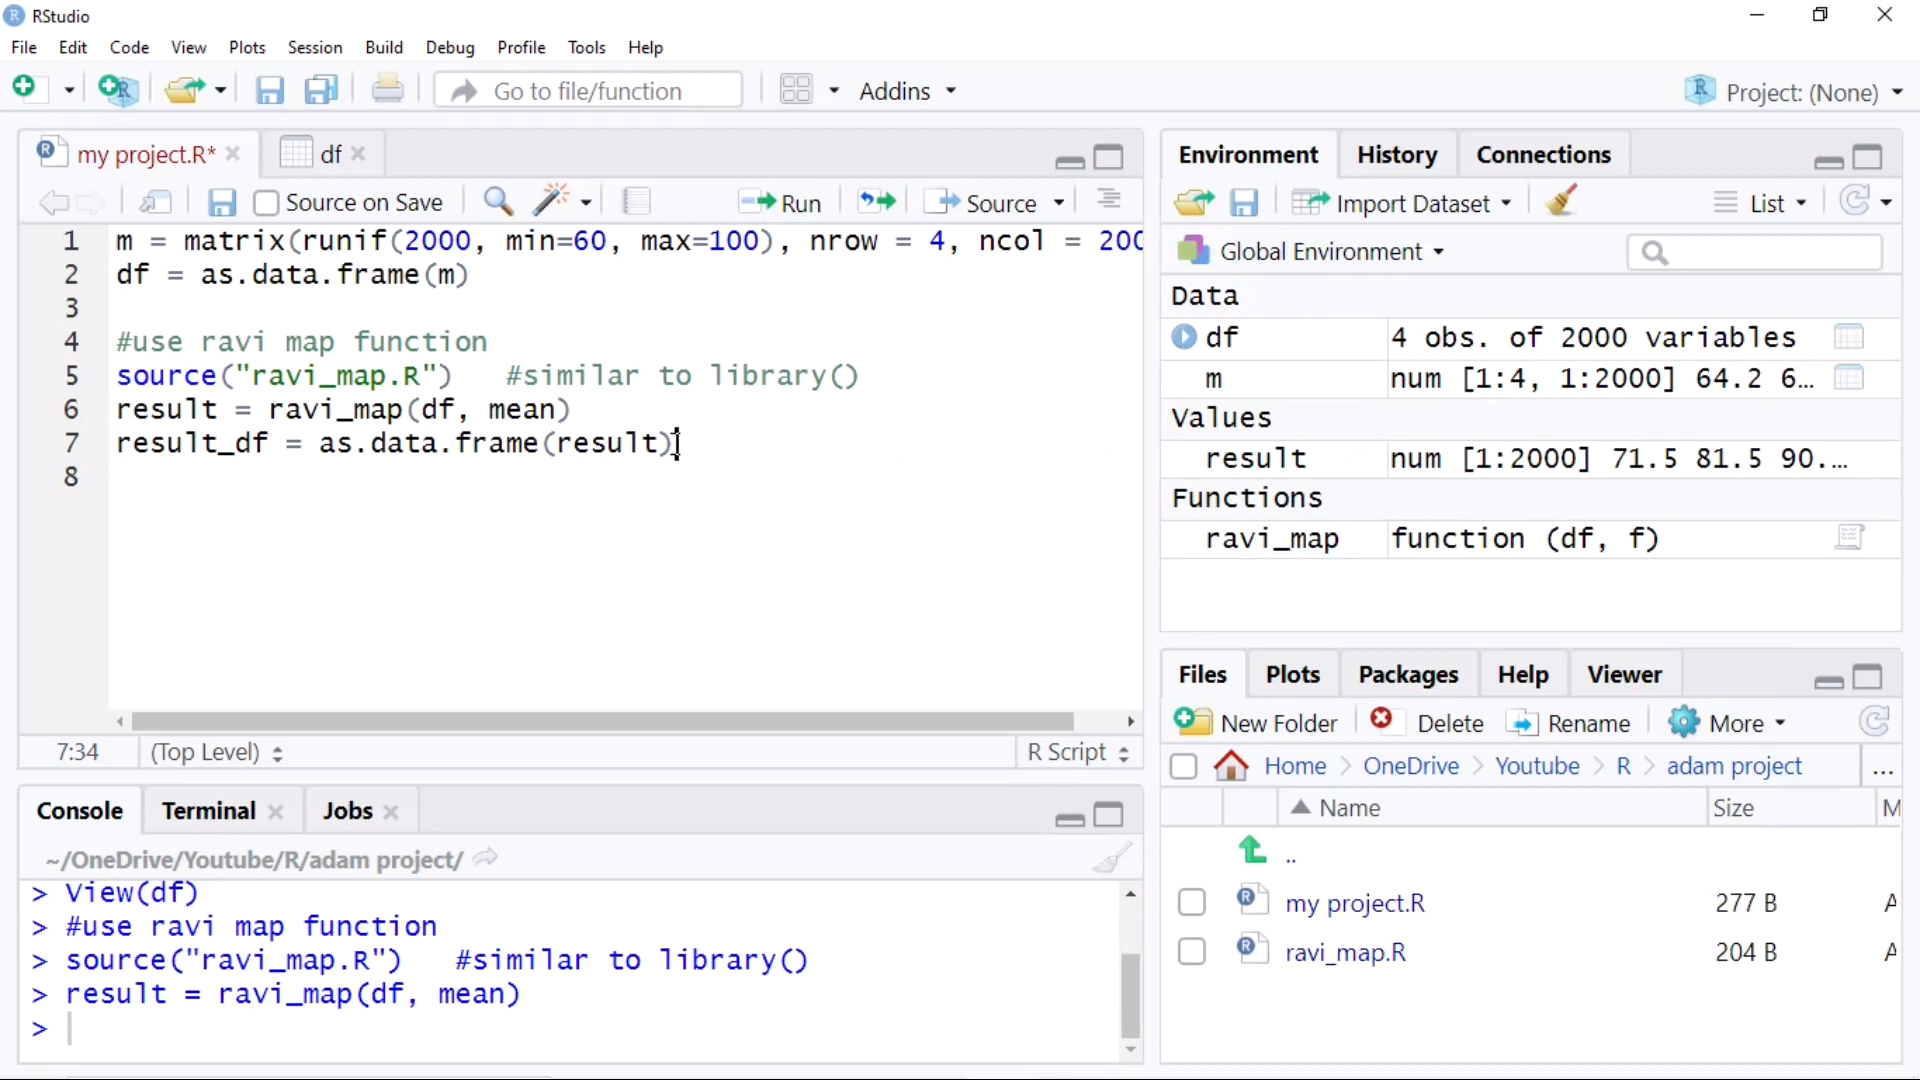 RStudio
File Edit Code View Plots Session Build Debug Profile Tools Help
Go to file/function Addins Project: (None)
my project.R* df
Source on Save Run Source
1 m = matrix(runif(2000, min=60, max=100), nrow = 4, ncol = 200
2 df = as.data.frame(m)
3
4 #use ravi map function
5 source("ravi_map.R") #similar to library()
6 result = ravi_map(df, mean)
7 result_df = as.data.frame(result)
8
7:34 (Top Level) R Script
Console Terminal Jobs
~/OneDrive/Youtube/R/adam project/
> View(df)
> #use ravi map function
> source("ravi_map.R") #similar to library()
> result = ravi_map(df, mean)
>
Environment History Connections
Import Dataset List
Global Environment
Data
df 4 obs. of 2000 variables
m num [1:4, 1:2000] 64.2 6...
Values
result num [1:2000] 71.5 81.5 90....
Functions
ravi_map function (df, f)
Files Plots Packages Help Viewer
New Folder Delete Rename More
Home > OneDrive > Youtube > R > adam project ...
Name Size
..
my project.R 277 B A
ravi_map.R 204 B A